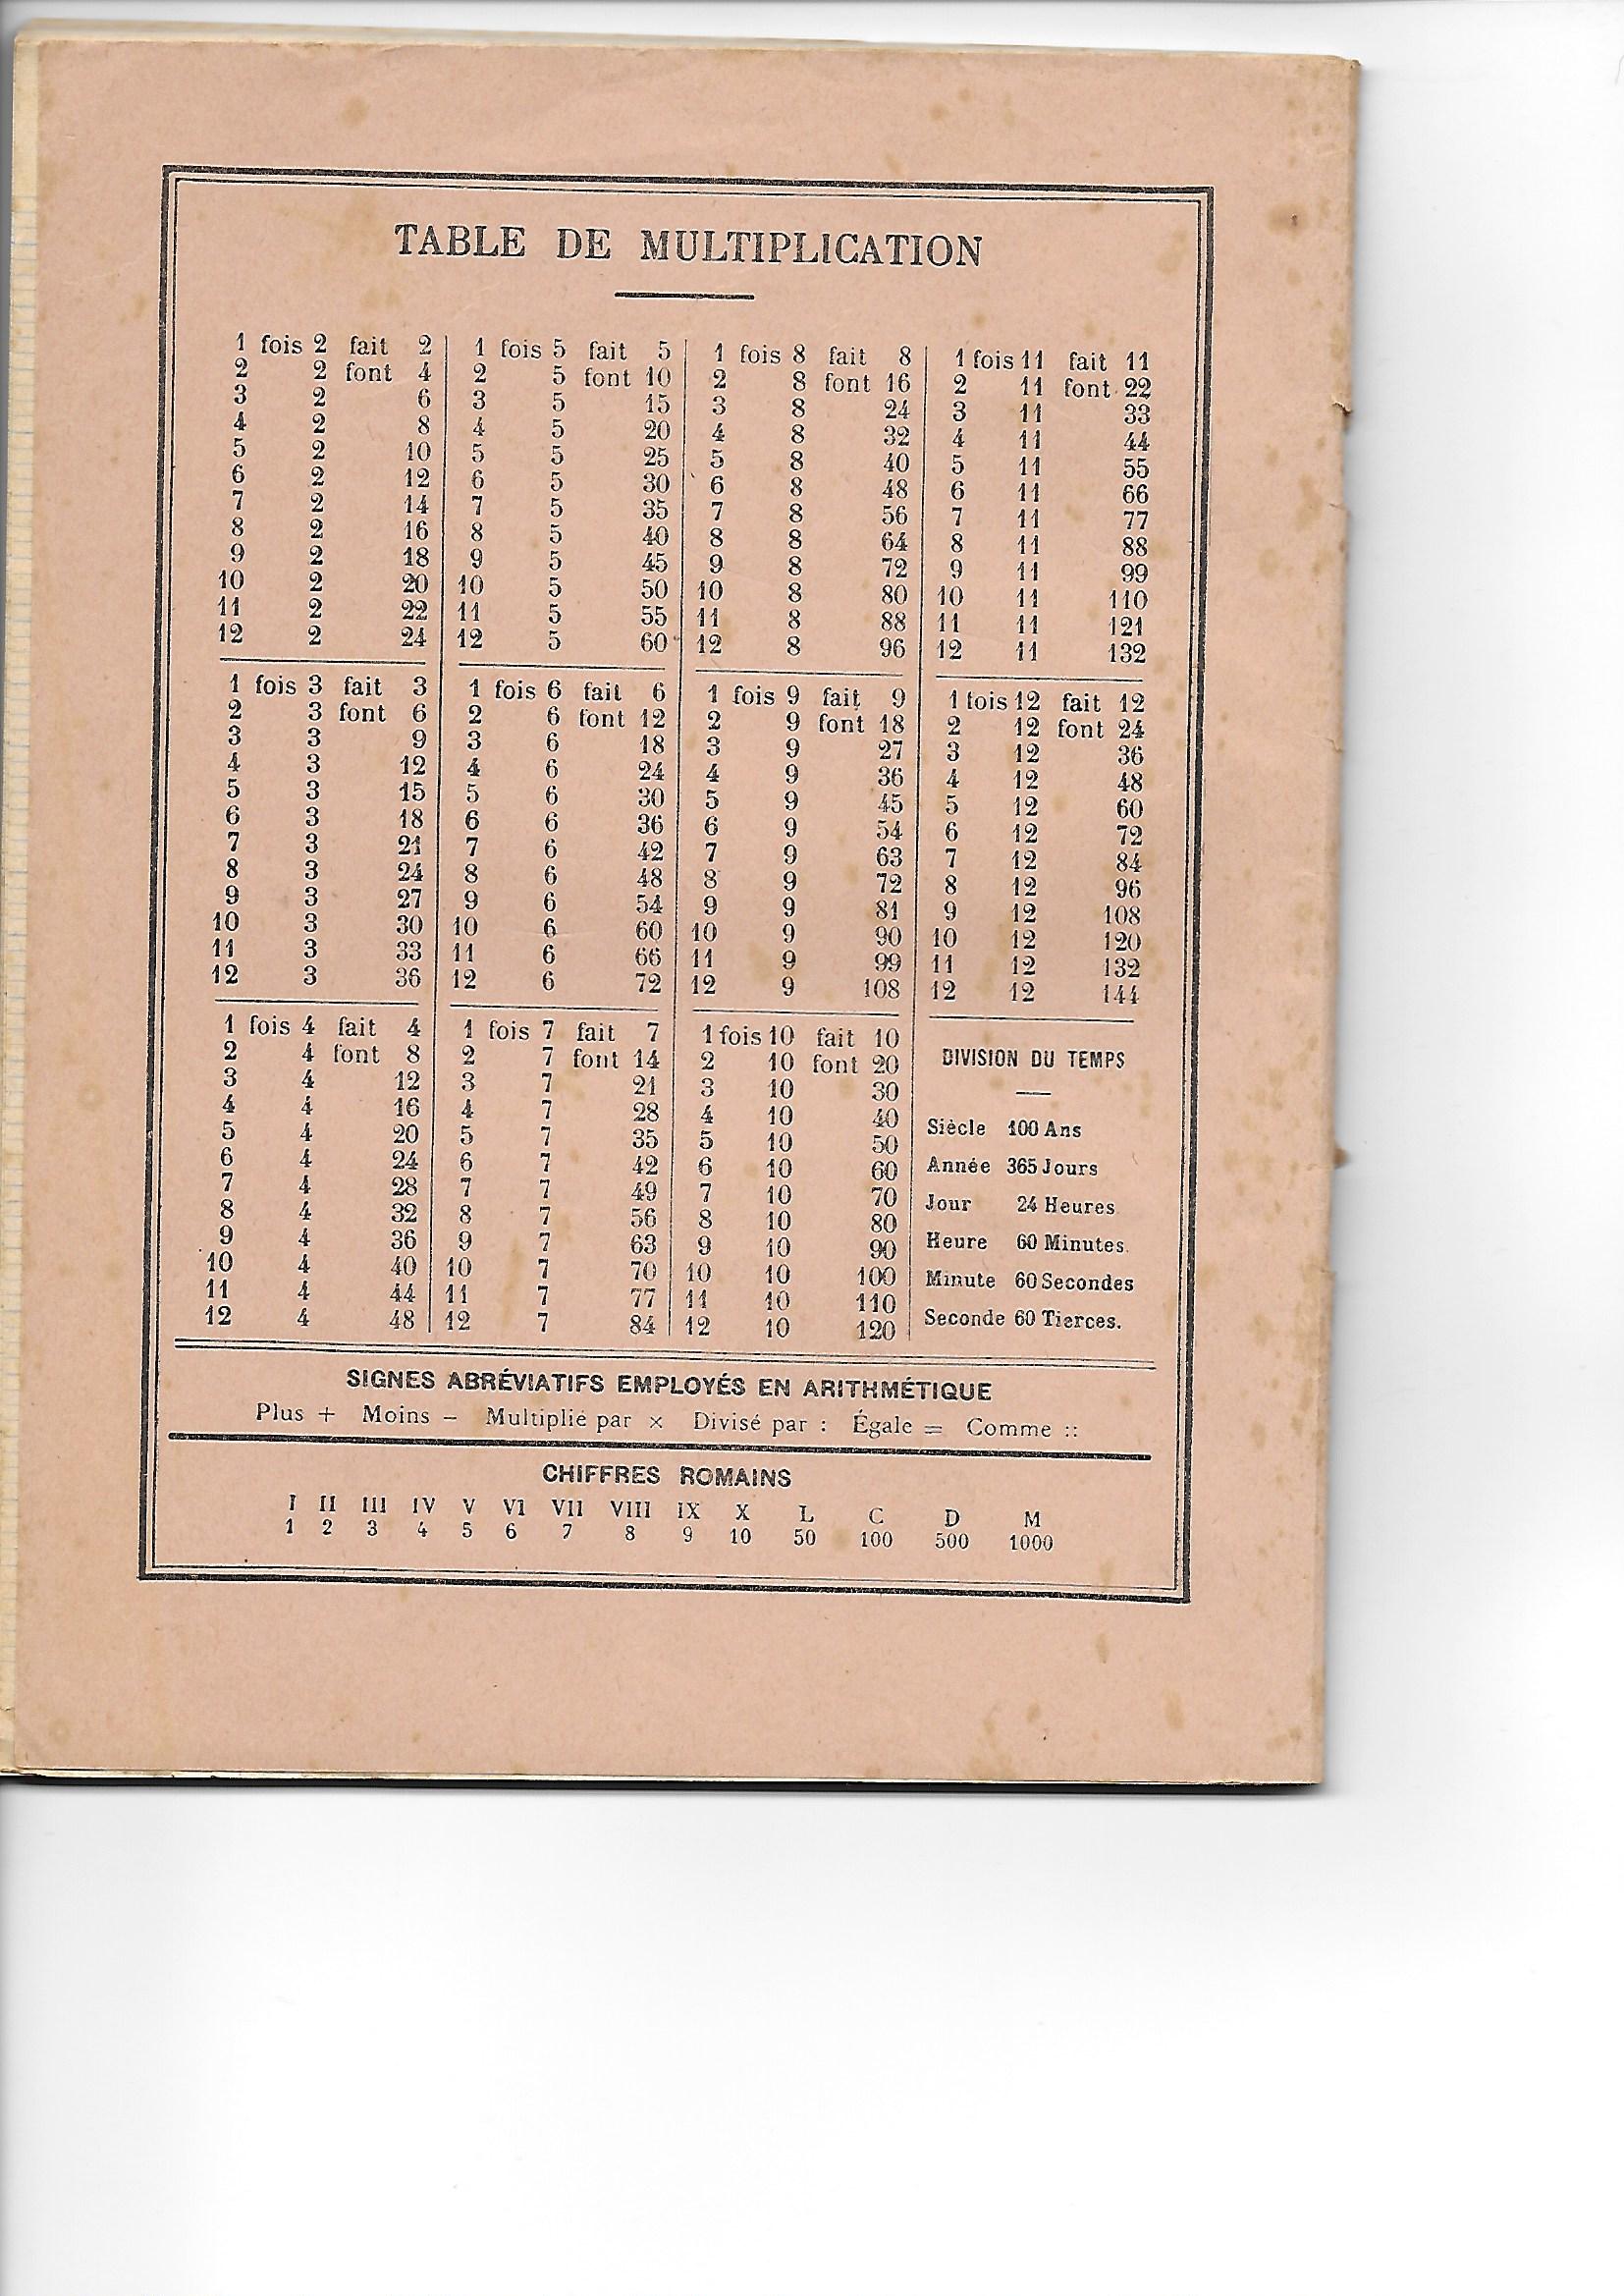 TABLE DE MULTIPLICATION
1 fois 2 fait 2
2 2 font 4
3 2 6
4 2 8
5 2 10
6 2 12
7 2 14
8 2 16
9 2 18
10 2 20
11 2 22
12 2 24
1 fois 3 fait 3
2 3 font 6
3 3 9
4 3 12
5 3 15
6 3 18
7 3 21
8 3 24
9 3 27
10 3 30
11 3 33
12 3 36
1 fois 4 fait 4
2 4 font 8
3 4 12
4 4 16
5 4 20
6 4 24
7 4 28
8 4 32
9 4 36
10 4 40
11 4 44
12 4 48
1 fois 5 fait 5
2 5 font 10
3 5 15
4 5 20
5 5 25
6 5 30
7 5 35
8 5 40
9 5 45
10 5 50
11 5 55
12 5 60
1 fois 6 fait 6
2 6 font 12
3 6 18
4 6 24
5 6 30
6 6 36
7 6 42
8 6 48
9 6 54
10 6 60
11 6 66
12 6 72
1 fois 7 fait 7
2 7 font 14
3 7 21
4 7 28
5 7 35
6 7 42
7 7 49
8 7 56
9 7 63
10 7 70
11 7 77
12 7 84
1 fois 8 fait 8
2 8 font 16
3 8 24
4 8 32
5 8 40
6 8 48
7 8 56
8 8 64
9 8 72
10 8 80
11 8 88
12 8 96
1 fois 9 fait 9
2 9 font 18
3 9 27
4 9 36
5 9 45
6 9 54
7 9 63
8 9 72
9 9 81
10 9 90
11 9 99
12 9 108
1 fois 10 fait 10
2 10 font 20
3 10 30
4 10 40
5 10 50
6 10 60
7 10 70
8 10 80
9 10 90
10 10 100
11 10 110
12 10 120
1 fois 11 fait 11
2 11 font 22
3 11 33
4 11 44
5 11 55
6 11 66
7 11 77
8 11 88
9 11 99
10 11 110
11 11 121
12 11 132
1 fois 12 fait 12
2 12 font 24
3 12 36
4 12 48
5 12 60
6 12 72
7 12 84
8 12 96
9 12 108
10 12 120
11 12 132
12 12 144
DIVISION DU TEMPS
Siècle 100 Ans
Année 365 Jours
Jour 24 Heures
Heure 60 Minutes.
Minute 60 Secondes
Seconde 60 Tierces.
SIGNES ABRÉVIATIFS EMPLOYÉS EN ARITHMÉTIQUE
Plus + Moins – Multiplié par × Divisé par : Égale = Comme ::
CHIFFRES ROMAINS
I II III IV V VI VII VIII IX X L C D M
1 2 3 4 5 6 7 8 9 10 50 100 500 1000